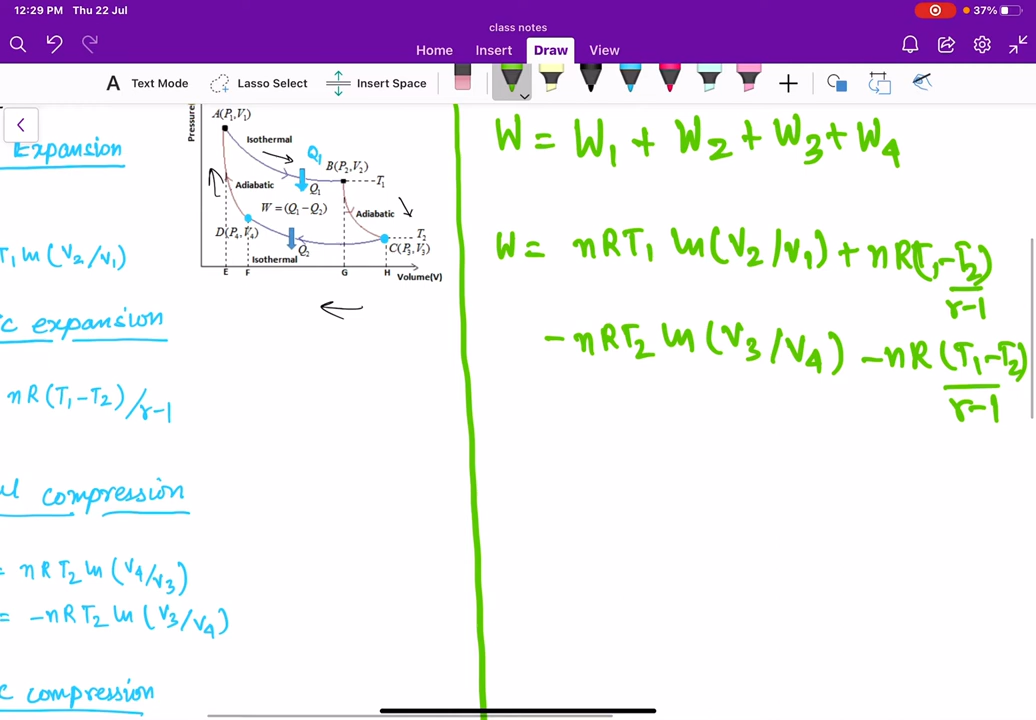 12:29 PM Thu 22 Jul
37%
class notes
Home Insert Draw View
A Text Mode Lasso Select Insert Space
Expansion
T₁ ln (V₂/V₁)
c expansion
nR(T₁-T₂)/r-1
compression
= nRT₂ ln (V₄/V₃)
= -nRT₂ ln (V₃/V₄)
c compression
Pressure
A(P₁,V₁)
Isothermal
Q₁
B(P₂,V₂)
T₁
Q₁
Adiabatic
W = (Q₁-Q₂)
Adiabatic
D(P₄,V₄)
T₂
Q₂
C(P₃,V₃)
Isothermal
E F G H Volume(V)
W = W₁ + W₂ + W₃ + W₄
W = nRT₁ ln(V₂/V₁) + nR(T₁-T₂)
r-1
-nRT₂ ln (V₃/V₄) -nR (T₁-T₂)
r-1